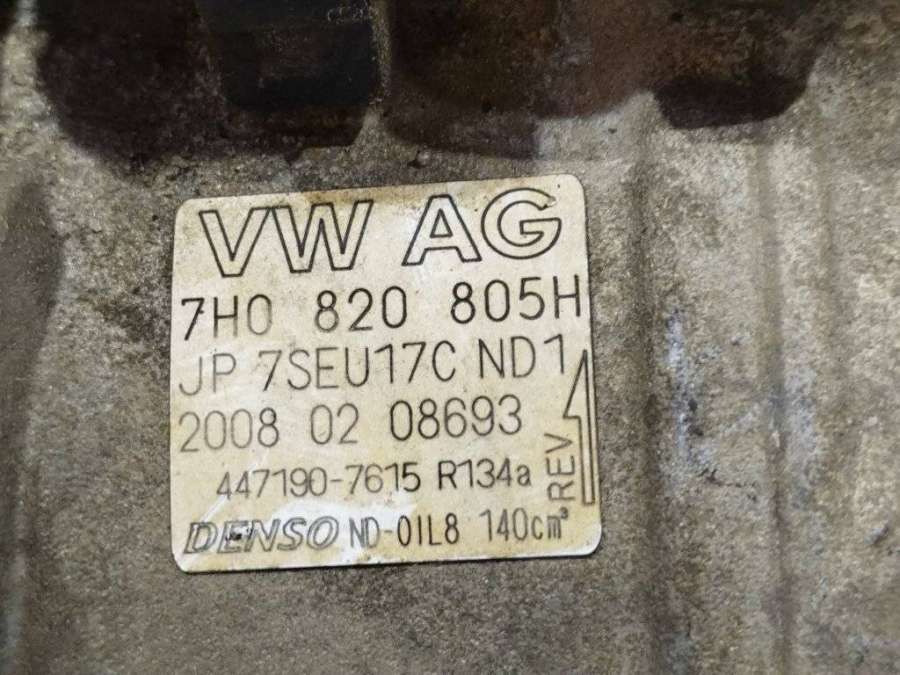 VW AG
7H0 820 805H
JP 7SEU17C ND1
2008 02 08693
447190-7615 R134a
REV
DENSO ND-OIL8 140cm³